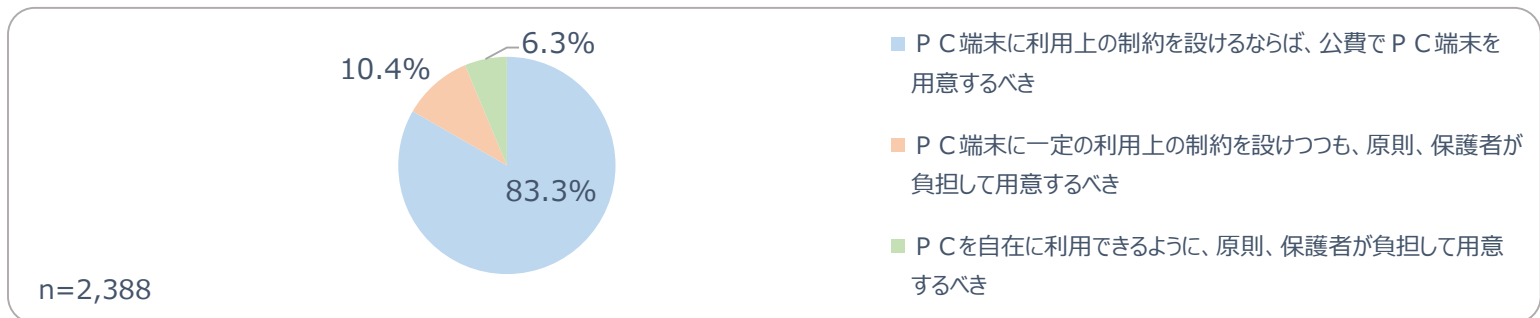 6.3%
10.4%
83.3%
n=2,388
ＰＣ端末に利用上の制約を設けるならば、公費でＰＣ端末を
用意するべき
ＰＣ端末に一定の利用上の制約を設けつつも、原則、保護者が
負担して用意するべき
ＰＣを自在に利用できるように、原則、保護者が負担して用意
するべき